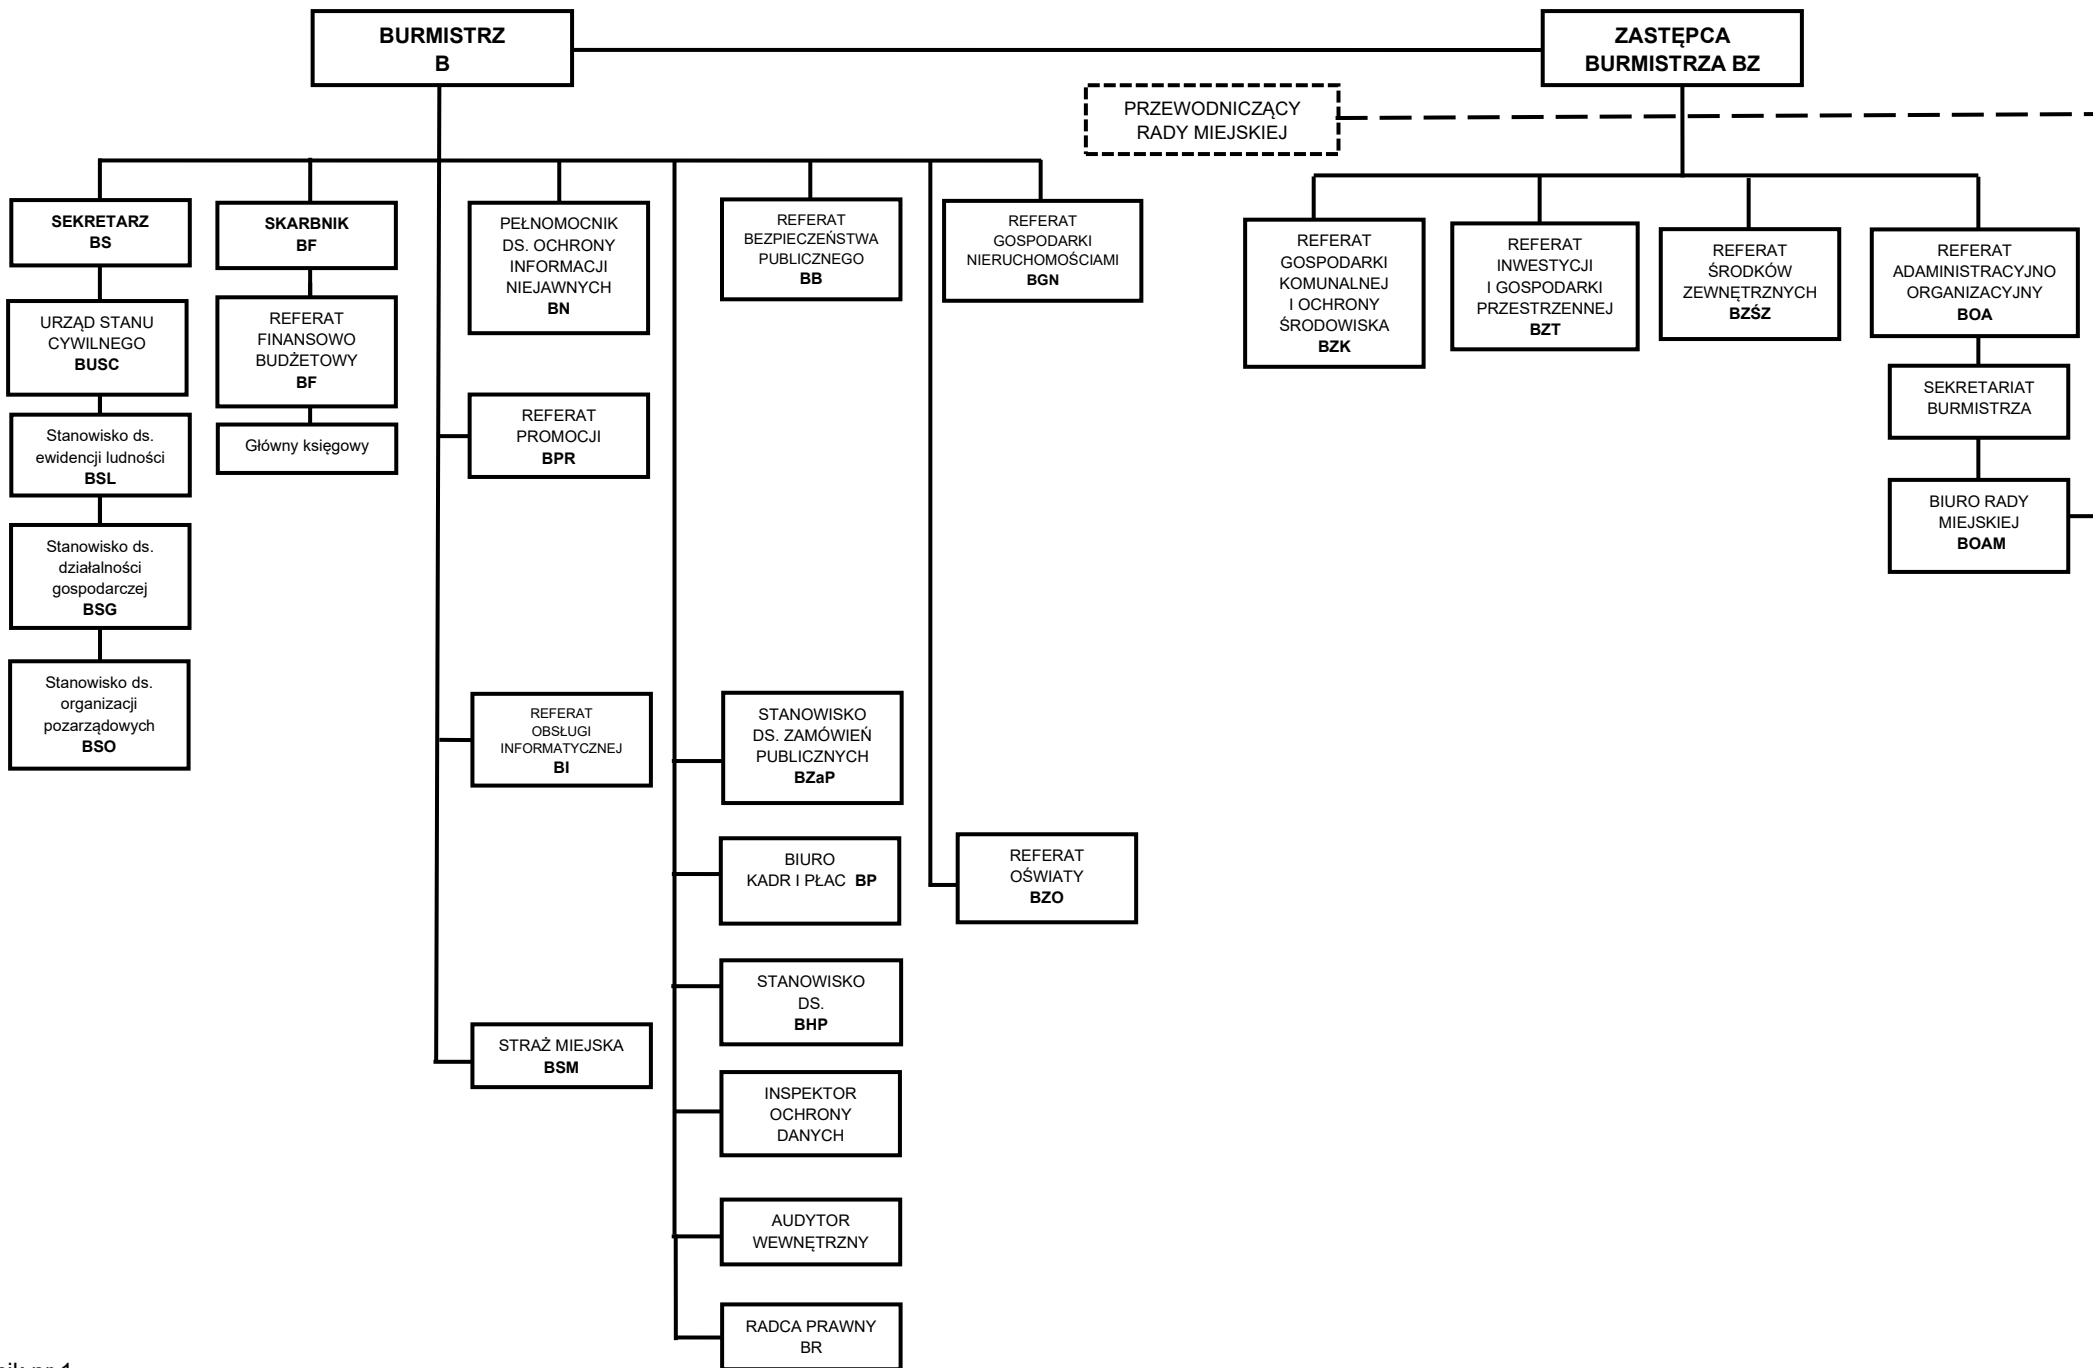 BURMISTRZ
B
ZASTĘPCA
BURMISTRZA BZ
PRZEWODNICZĄCY
RADY MIEJSKIEJ
SEKRETARZ
BS
SKARBNIK
BF
PEŁNOMOCNIK
DS. OCHRONY
INFORMACJI
NIEJAWNYCH
BN
REFERAT
BEZPIECZEŃSTWA
PUBLICZNEGO
BB
REFERAT
GOSPODARKI
NIERUCHOMOŚCIAMI
BGN
REFERAT
GOSPODARKI
KOMUNALNEJ
I OCHRONY
ŚRODOWISKA
BZK
REFERAT
INWESTYCJI
I GOSPODARKI
PRZESTRZENNEJ
BZT
REFERAT
ŚRODKÓW
ZEWNĘTRZNYCH
BZŚZ
REFERAT
ADAMINISTRACYJNO
ORGANIZACYJNY
BOA
URZĄD STANU
CYWILNEGO
BUSC
REFERAT
FINANSOWO
BUDŻETOWY
BF
SEKRETARIAT
BURMISTRZA
Stanowisko ds.
ewidencji ludności
BSL
Główny księgowy
REFERAT
PROMOCJI
BPR
BIURO RADY
MIEJSKIEJ
BOAM
Stanowisko ds.
działalności
gospodarczej
BSG
Stanowisko ds.
organizacji
pozarządowych
BSO
REFERAT
OBSŁUGI
INFORMATYCZNEJ
BI
STANOWISKO
DS. ZAMÓWIEŃ
PUBLICZNYCH
BZaP
BIURO
KADR I PŁAC BP
REFERAT
OŚWIATY
BZO
STANOWISKO
DS.
BHP
STRAŻ MIEJSKA
BSM
INSPEKTOR
OCHRONY
DANYCH
AUDYTOR
WEWNĘTRZNY
RADCA PRAWNY
BR